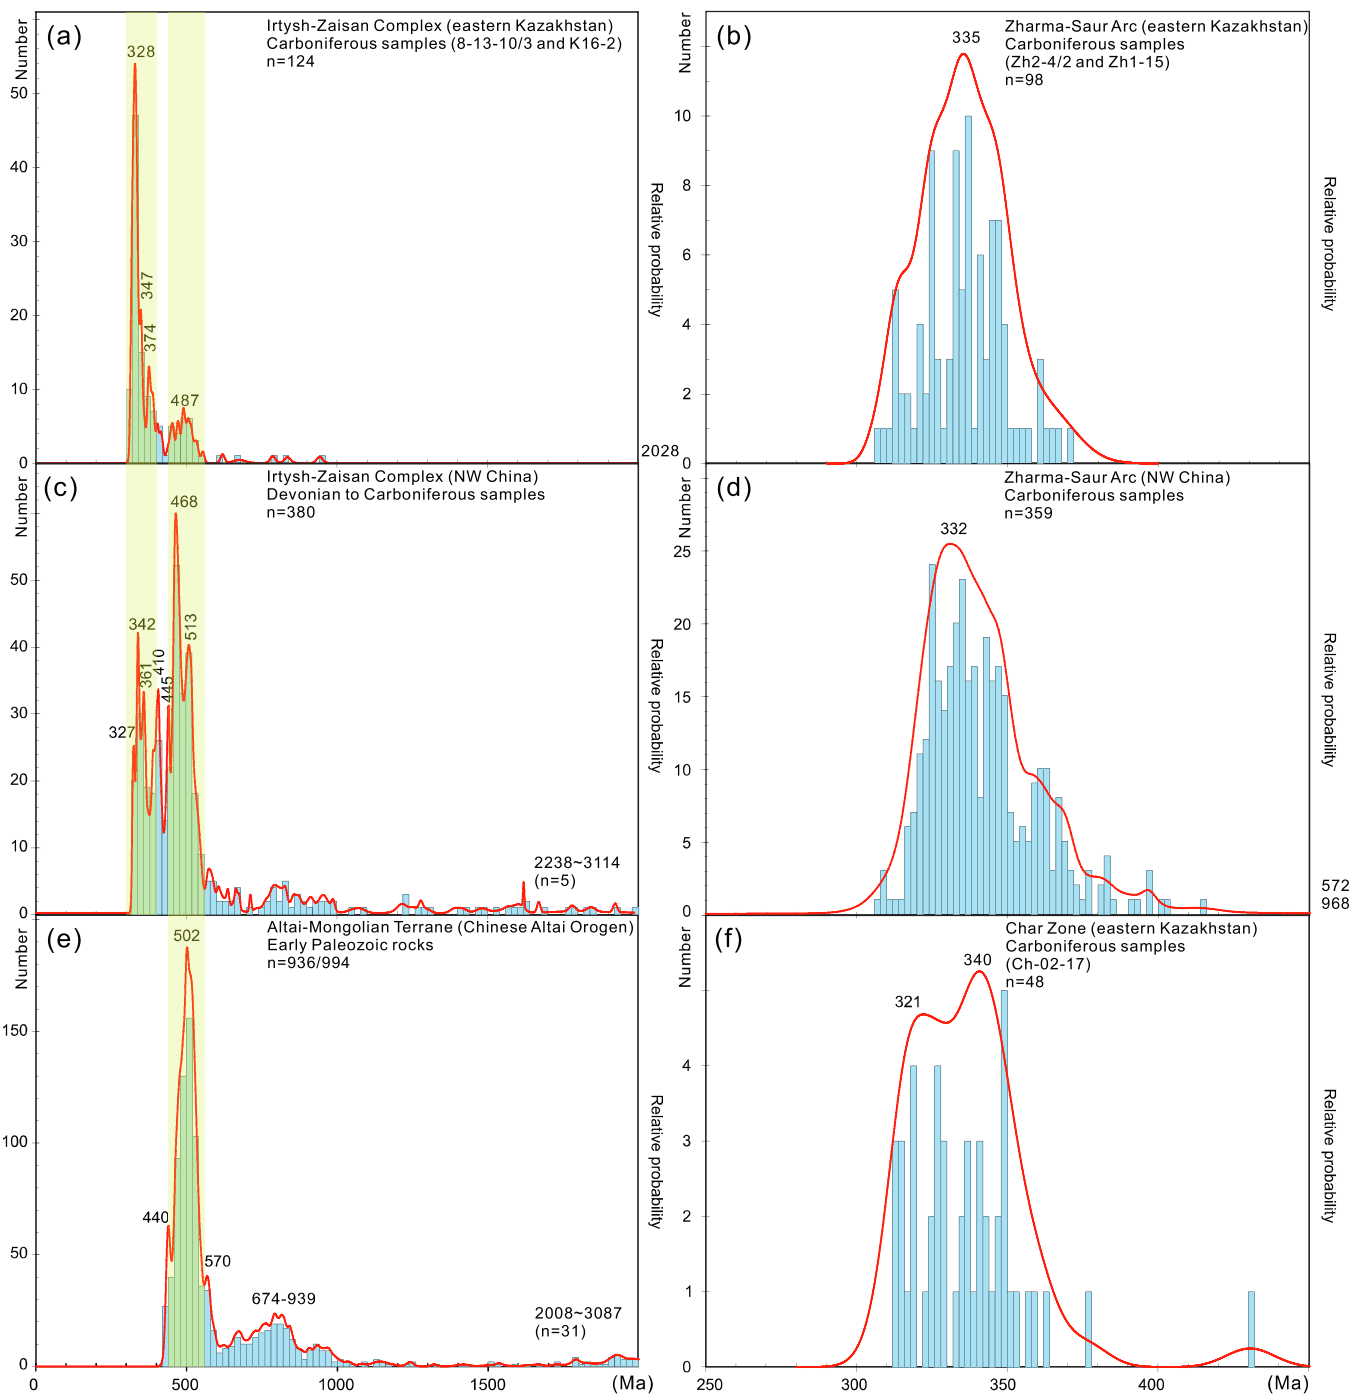 (a)
Irtysh-Zaisan Complex (eastern Kazakhstan)
Carboniferous samples (8-13-10/3 and K16-2)
n=124
Number
50
40
30
20
10
0
328
347
374
487
2028
Relative probability
(b)
Zharma-Saur Arc (eastern Kazakhstan)
Carboniferous samples
(Zh2-4/2 and Zh1-15)
n=98
Number
10
8
6
4
2
0
335
Relative probability
(c)
Irtysh-Zaisan Complex (NW China)
Devonian to Carboniferous samples
n=380
Number
50
40
30
20
10
0
327
342
361
410
445
468
513
2238~3114
(n=5)
Relative probability
(d)
Zharma-Saur Arc (NW China)
Carboniferous samples
n=359
Number
25
20
15
10
5
0
332
572
968
Relative probability
(e)
Altai-Mongolian Terrane (Chinese Altai Orogen)
Early Paleozoic rocks
n=936/994
Number
150
100
50
0
440
502
570
674-939
2008~3087
(n=31)
Relative probability
0
500
1000
1500
(Ma)
(f)
Char Zone (eastern Kazakhstan)
Carboniferous samples
(Ch-02-17)
n=48
Number
4
3
2
1
0
321
340
Relative probability
250
300
350
400
(Ma)